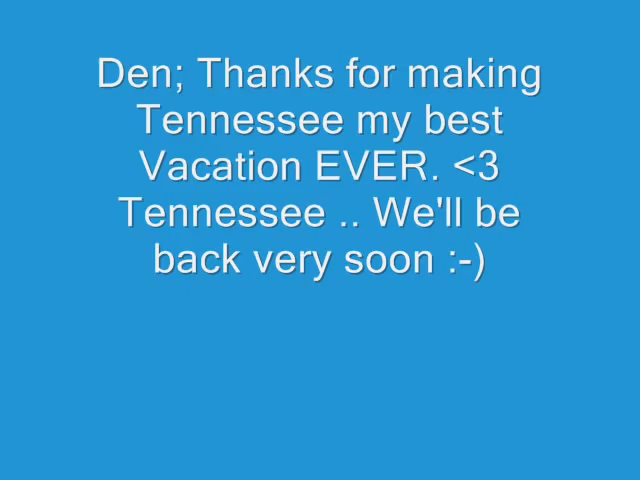 Den; Thanks for making
Tennessee my best
Vacation EVER. <3
Tennessee .. We'll be
back very soon :-)